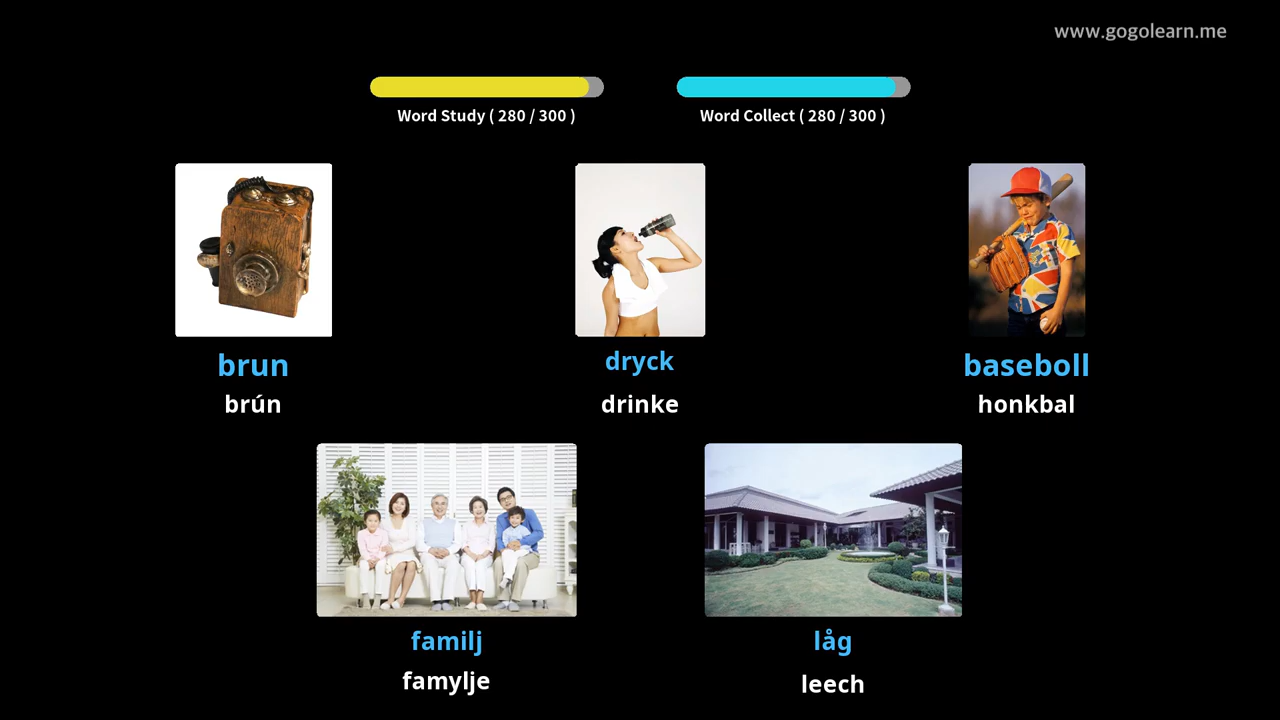 www.gogolearn.me
Word Study ( 280 / 300 )
Word Collect ( 280 / 300 )
brun
brún
dryck
drinke
baseboll
honkbal
familj
famylje
låg
leech